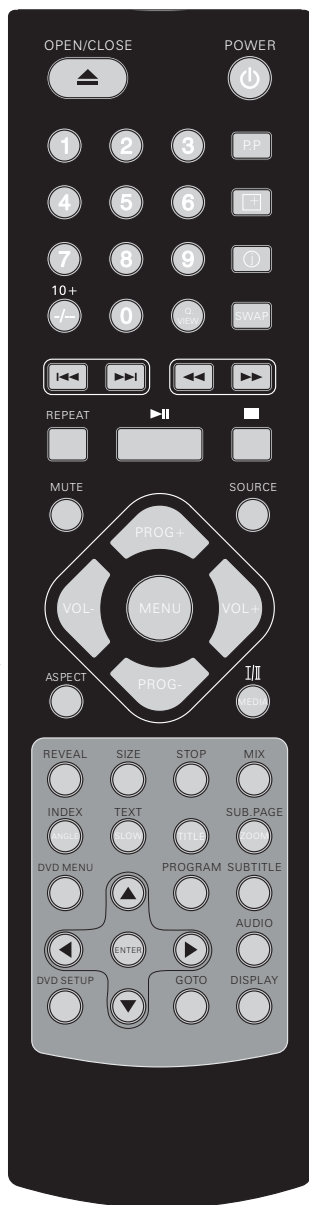 OPEN/CLOSE POWER
1 2 3 P.P
4 5 6
7 8 9
10+
-/-- 0 Q.VIEW SWAP
REPEAT
MUTE SOURCE
PROG+
VOL- MENU VOL+
PROG-
ASPECT I/II
MEDIA
REVEAL SIZE STOP MIX
INDEX TEXT SUB.PAGE
ANGLE SLOW TITLE ZOOM
DVD MENU PROGRAM SUBTITLE
AUDIO
ENTER
DVD SETUP GOTO DISPLAY